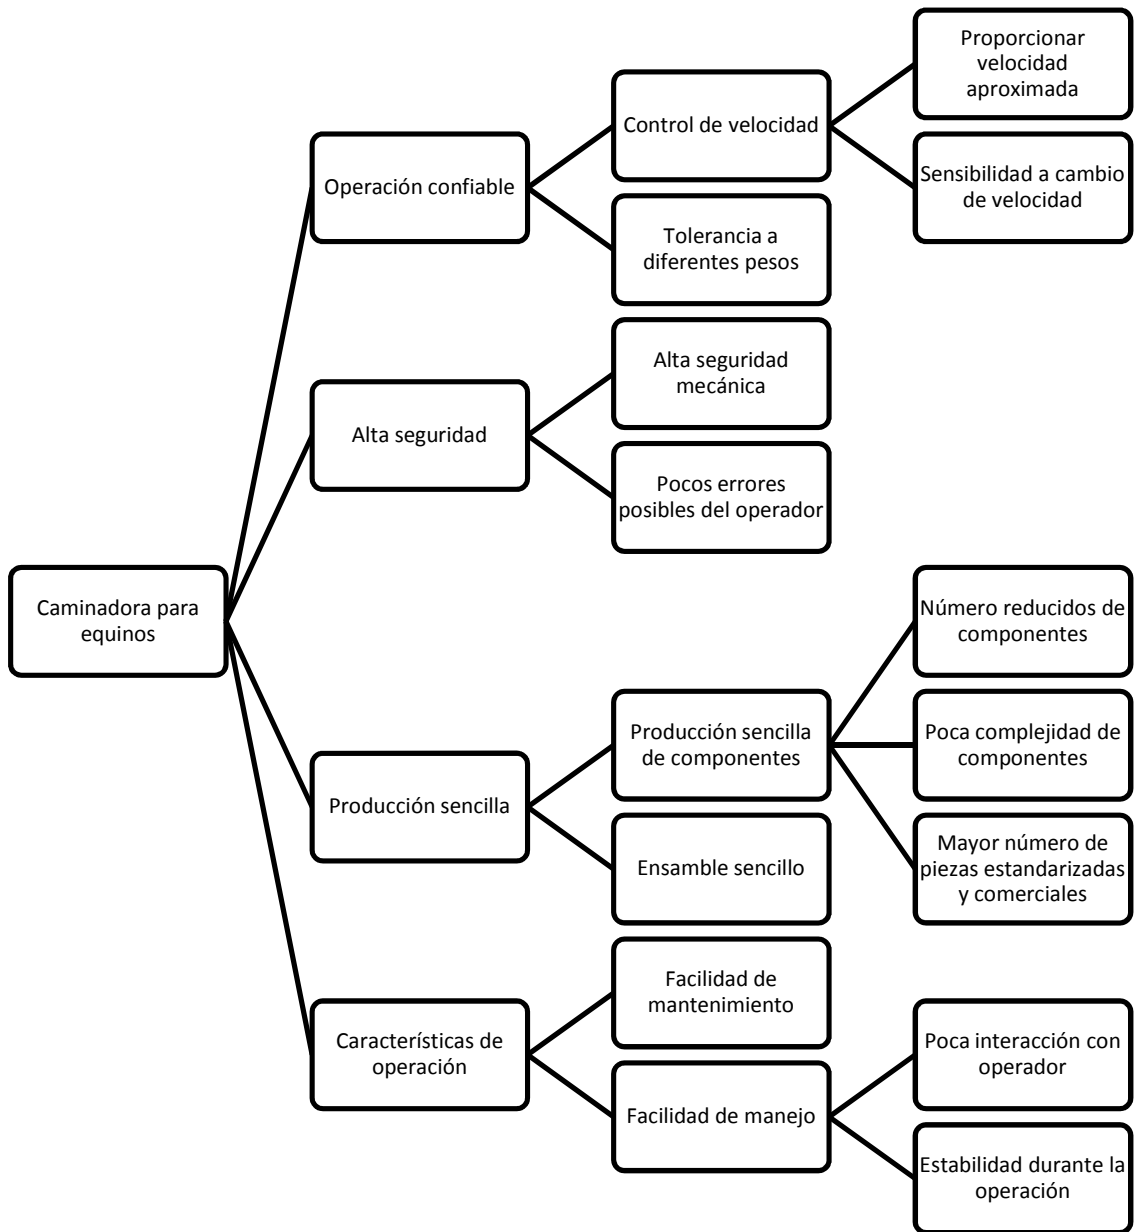 Caminadora para
equinos
Operación confiable
Control de velocidad
Proporcionar
velocidad
aproximada
Sensibilidad a cambio
de velocidad
Tolerancia a
diferentes pesos
Alta seguridad
Alta seguridad
mecánica
Pocos errores
posibles del operador
Producción sencilla
Producción sencilla
de componentes
Número reducidos de
componentes
Poca complejidad de
componentes
Mayor número de
piezas estandarizadas
y comerciales
Ensamble sencillo
Característícas de
operación
Facilidad de
mantenimiento
Facilidad de manejo
Poca interacción con
operador
Estabilidad durante la
operación